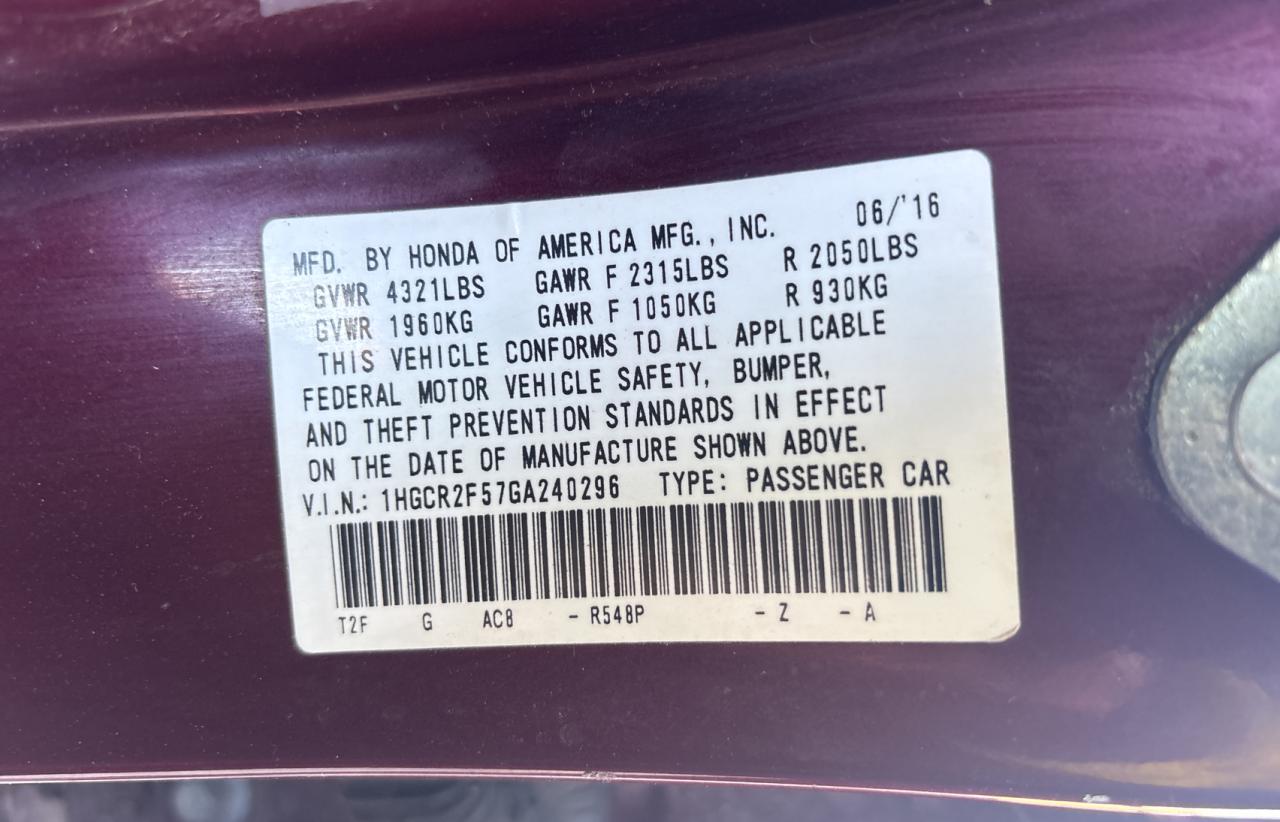 MFD. BY HONDA OF AMERICA MFG., INC. 06/'16
GVWR 4321LBS GAWR F 2315LBS R 2050LBS
GVWR 1960KG GAWR F 1050KG R 930KG
THIS VEHICLE CONFORMS TO ALL APPLICABLE
FEDERAL MOTOR VEHICLE SAFETY, BUMPER,
AND THEFT PREVENTION STANDARDS IN EFFECT
ON THE DATE OF MANUFACTURE SHOWN ABOVE.
V.I.N.: 1HGCR2F57GA240296 TYPE: PASSENGER CAR
T2F G AC8 - R548P - Z - A